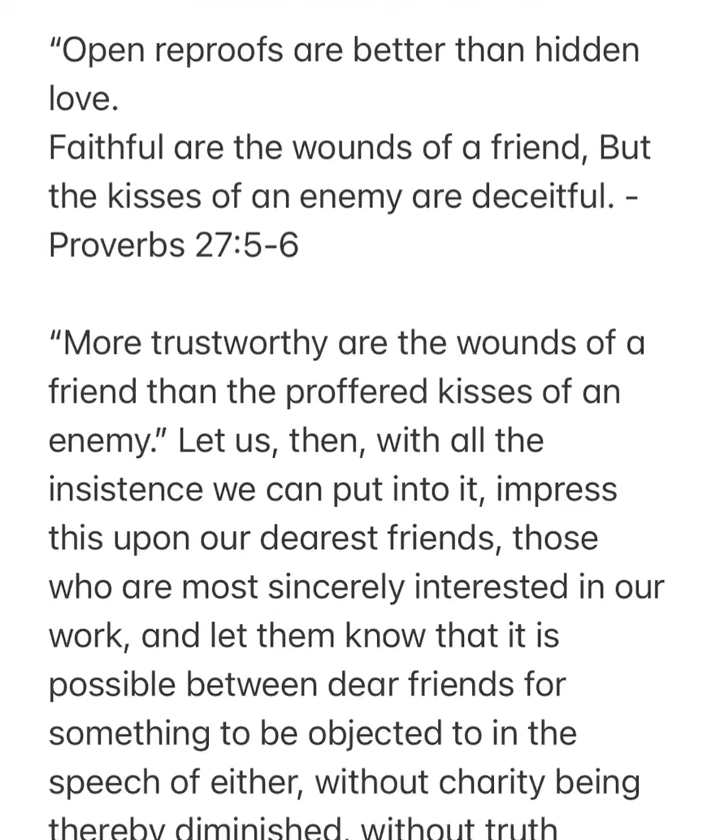 “Open reproofs are better than hidden
love.
Faithful are the wounds of a friend, But
the kisses of an enemy are deceitful. -
Proverbs 27:5-6
“More trustworthy are the wounds of a
friend than the proffered kisses of an
enemy.” Let us, then, with all the
insistence we can put into it, impress
this upon our dearest friends, those
who are most sincerely interested in our
work, and let them know that it is
possible between dear friends for
something to be objected to in the
speech of either, without charity being
thereby diminished, without truth